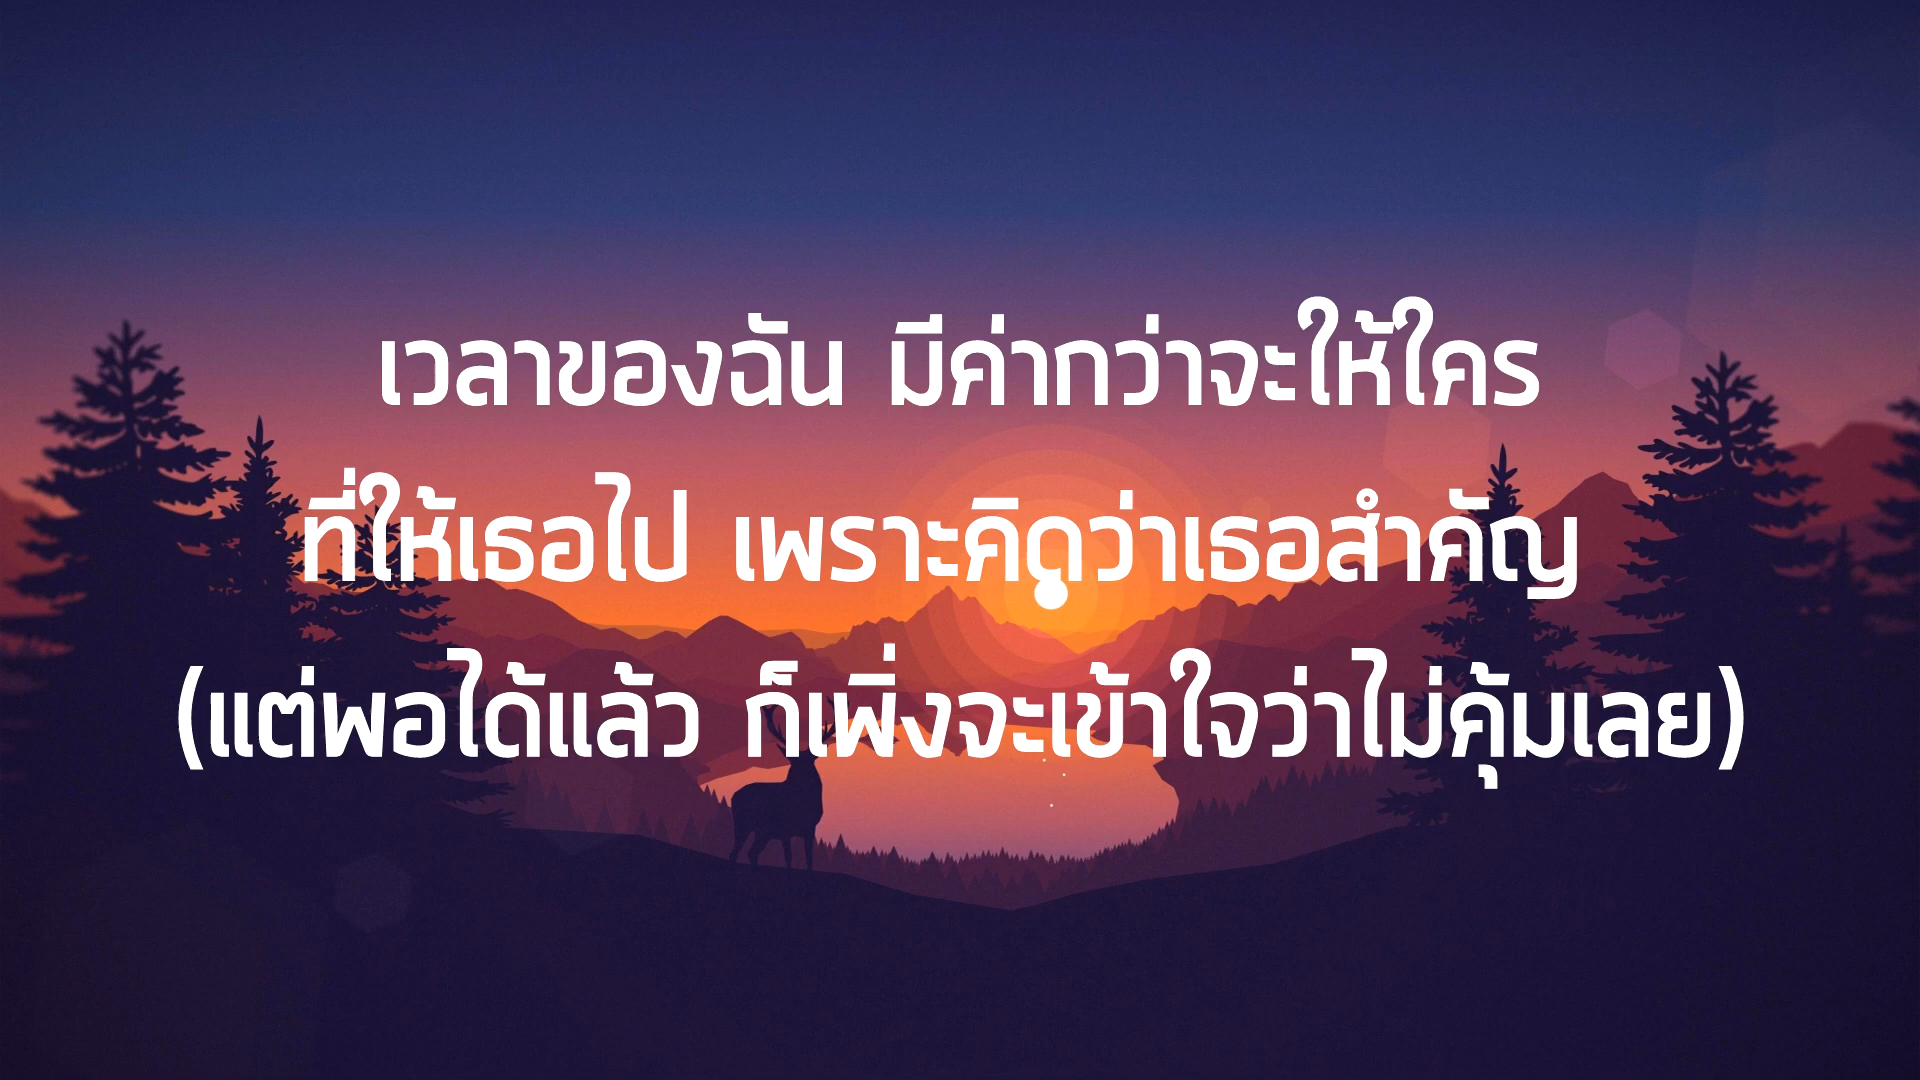 เวลาของฉัน มีค่ากว่าจะให้ใคร
ที่ให้เธอไป เพราะคิดว่าเธอสำคัญ
(แต่พอได้แล้ว ก็เพิ่งจะเข้าใจว่าไม่คุ้มเลย)